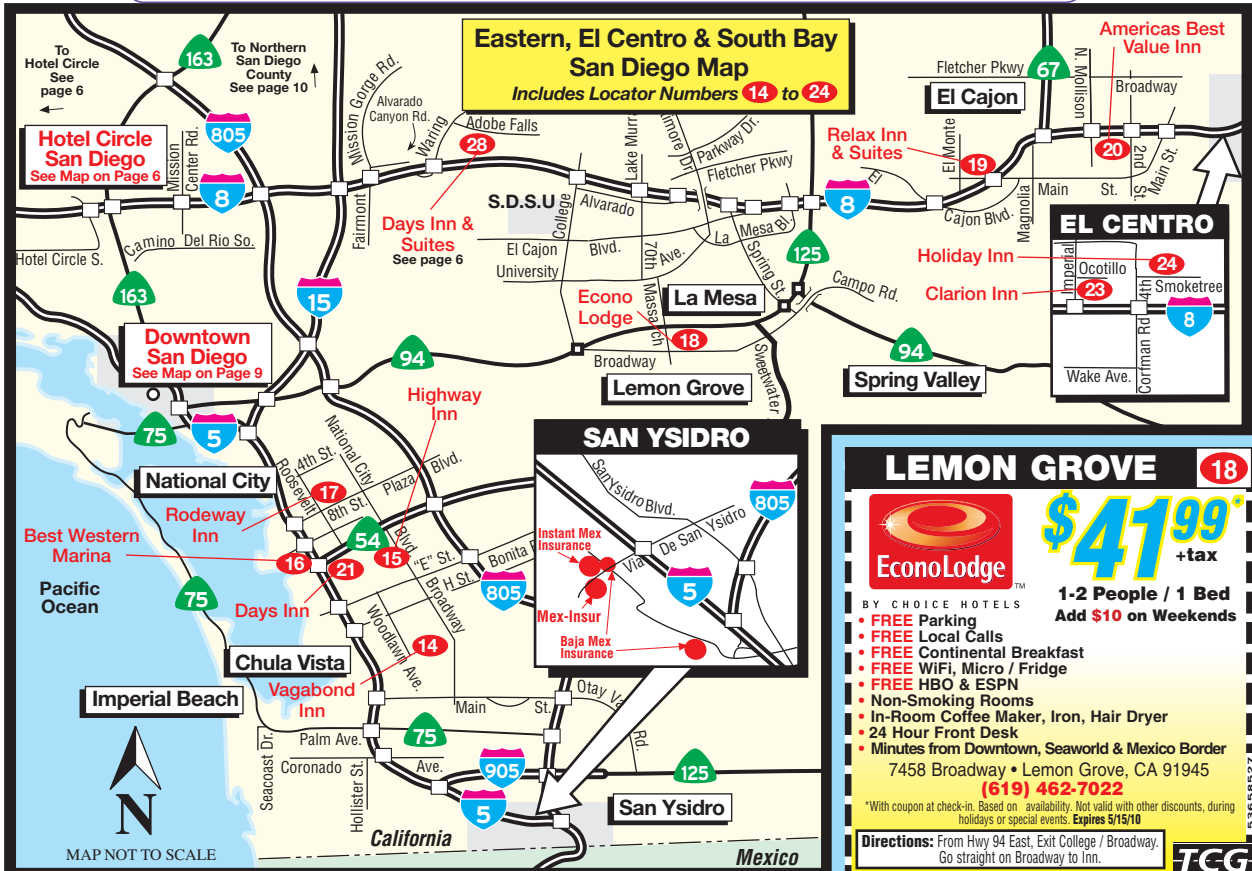 Eastern, El Centro & South Bay
San Diego Map
Includes Locator Numbers 14 to 24
To
Hotel Circle
See
page 6
163
To Northern
San Diego
County
See page 10
Hotel Circle
San Diego
See Map on Page 6
805
8
Mission
Center Rd.
Mission Gorge Rd.
Alvarado
Canyon Rd.
Waring
Adobe Falls
28
Days Inn &
Suites
See page 6
Fairmont
S.D.S.U
College
Alvarado
Lake Murra
Parkway Dr.
Fletcher Pkwy
El Cajon
Blvd.
University
70th
Ave.
La
Mesa Bl.
Spring St.
Massa
ch
Hotel Circle S.
Camino
Del Rio So.
163
15
Downtown
San Diego
See Map on Page 9
94
Econo
Lodge
18
La Mesa
Broadway
Lemon Grove
125
Campo Rd.
94
Spring Valley
Sweetwater
8
Relax Inn
& Suites
19
El Monte
El
Cajon Blvd.
Magnolia
Main
St.
Fletcher Pkwy
67
El Cajon
N. Mollison
Broadway
Americas Best
Value Inn
20
2nd
St.
Main St.
EL CENTRO
Imperial
Ocotillo
24
Holiday Inn
Clarion Inn
23
4th
Smoketree
8
Wake Ave.
Corfman Rd
75
5
National City
Roosevelt
4th St.
National City
Blvd.
17
8th St.
Plaza
Blvd.
Highway
Inn
Rodeway
Inn
Best Western
Marina
16
21
54
15
"E" St.
H St.
Bonita
Broadway
805
Pacific
Ocean
75
Days Inn
Woodlawn Ave.
14
Chula Vista
Vagabond
Inn
Imperial Beach
Main
St.
Otay Va
Rd.
Palm Ave.
75
Seacoast Dr.
Coronado
Ave.
Hollister St.
905
125
5
San Ysidro
California
Mexico
N
MAP NOT TO SCALE
SAN YSIDRO
SanYsidro Blvd.
805
Via
De San Ysidro
Instant Mex
Insurance
5
Mex-Insur
Baja Mex
Insurance
LEMON GROVE 18
EconoLodge TM
BY CHOICE HOTELS
$41.99*
+tax
1-2 People / 1 Bed
Add $10 on Weekends
• FREE Parking
• FREE Local Calls
• FREE Continental Breakfast
• FREE WiFi, Micro / Fridge
• FREE HBO & ESPN
• Non-Smoking Rooms
• In-Room Coffee Maker, Iron, Hair Dryer
• 24 Hour Front Desk
• Minutes from Downtown, Seaworld & Mexico Border
7458 Broadway • Lemon Grove, CA 91945
(619) 462-7022
*With coupon at check-in. Based on availability. Not valid with other discounts, during
holidays or special events. Expires 5/15/10
Directions: From Hwy 94 East, Exit College / Broadway.
Go straight on Broadway to Inn.
TCG